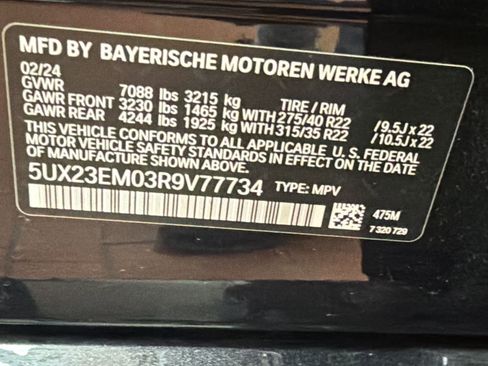 MFD BY BAYERISCHE MOTOREN WERKE AG
02/24
GVWR 7088 lbs 3215 kg TIRE / RIM
GAWR FRONT 3230 lbs 1465 kg WITH 275/40 R22 /9.5J x 22
GAWR REAR 4244 lbs 1925 kg WITH 315/35 R22 /10.5J x 22
THIS VEHICLE CONFORMS TO ALL APPLICABLE U.S. FEDERAL
MOTOR VEHICLE SAFETY STANDARDS IN EFFECT ON THE DATE
OF MANUFACTURE SHOWN ABOVE.
5UX23EM03R9V77734 TYPE: MPV
475M
7 320 729